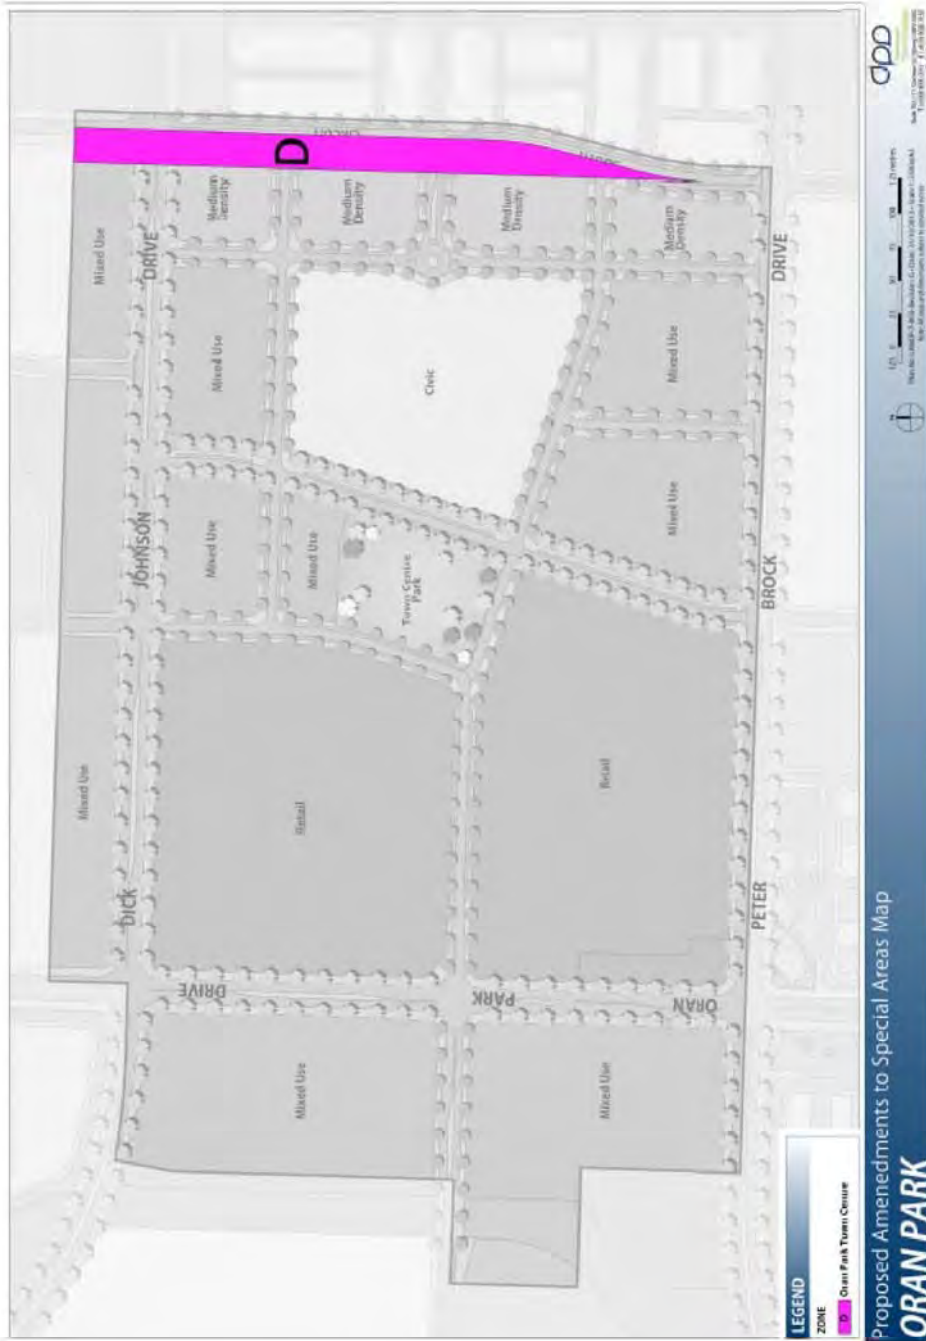 Mixed Use
Mixed Use
DICK
JOHNSON
DRIVE
Mixed Use
Mixed Use
Medium
Density
D
Mixed Use
Retail
Mixed Use
Medium
Density
Town Centre
Park
Civic
DRIVE
PARK
ORAN
Medium
Density
Mixed Use
Retail
Mixed Use
Mixed Use
Medium
Density
PETER
BROCK
DRIVE
LEGEND
ZONE
D Oran Park Town Centre
Proposed Amenedments to Special Areas Map
ORAN PARK
dpp